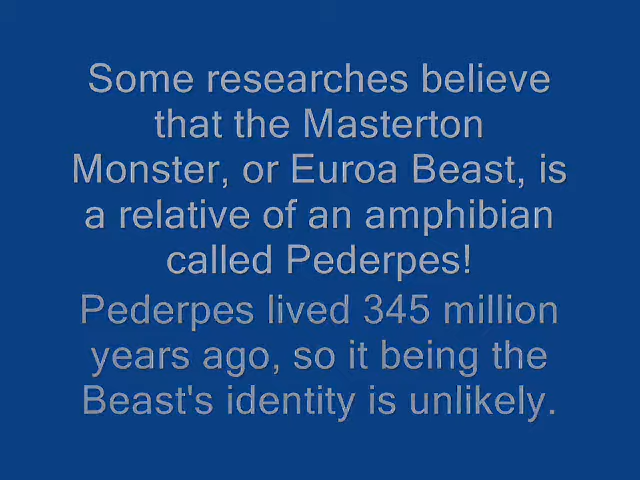 Some researches believe
that the Masterton
Monster, or Euroa Beast, is
a relative of an amphibian
called Pederpes!
Pederpes lived 345 million
years ago, so it being the
Beast's identity is unlikely.